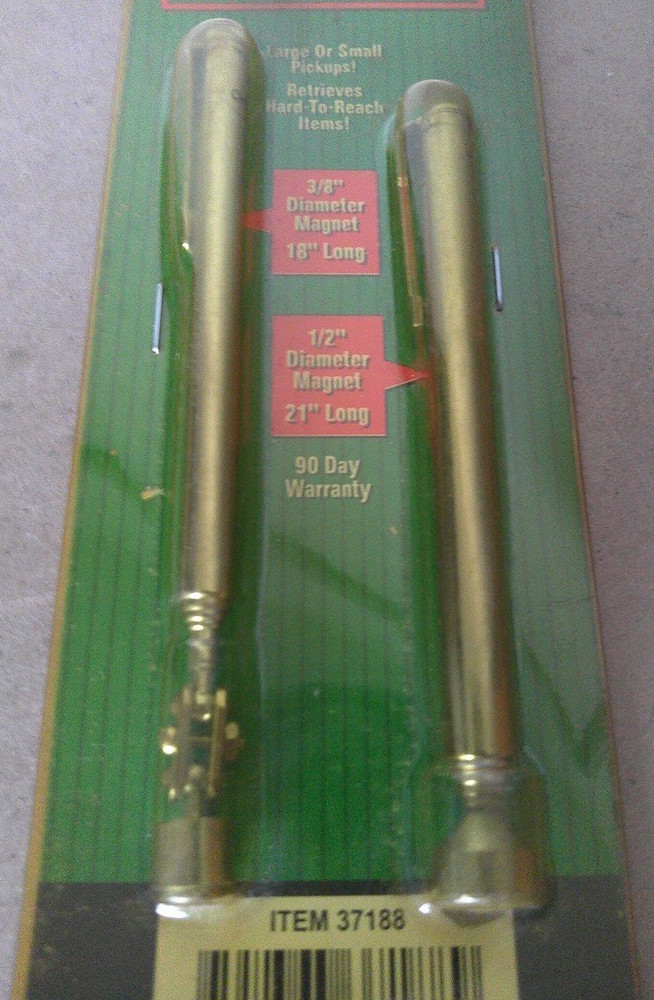 Large Or Small
Pickups!
Retrieves
Hard-To-Reach
Items!
3/8"
Diameter
Magnet
18" Long
1/2"
Diameter
Magnet
21" Long
90 Day
Warranty
ITEM 37188